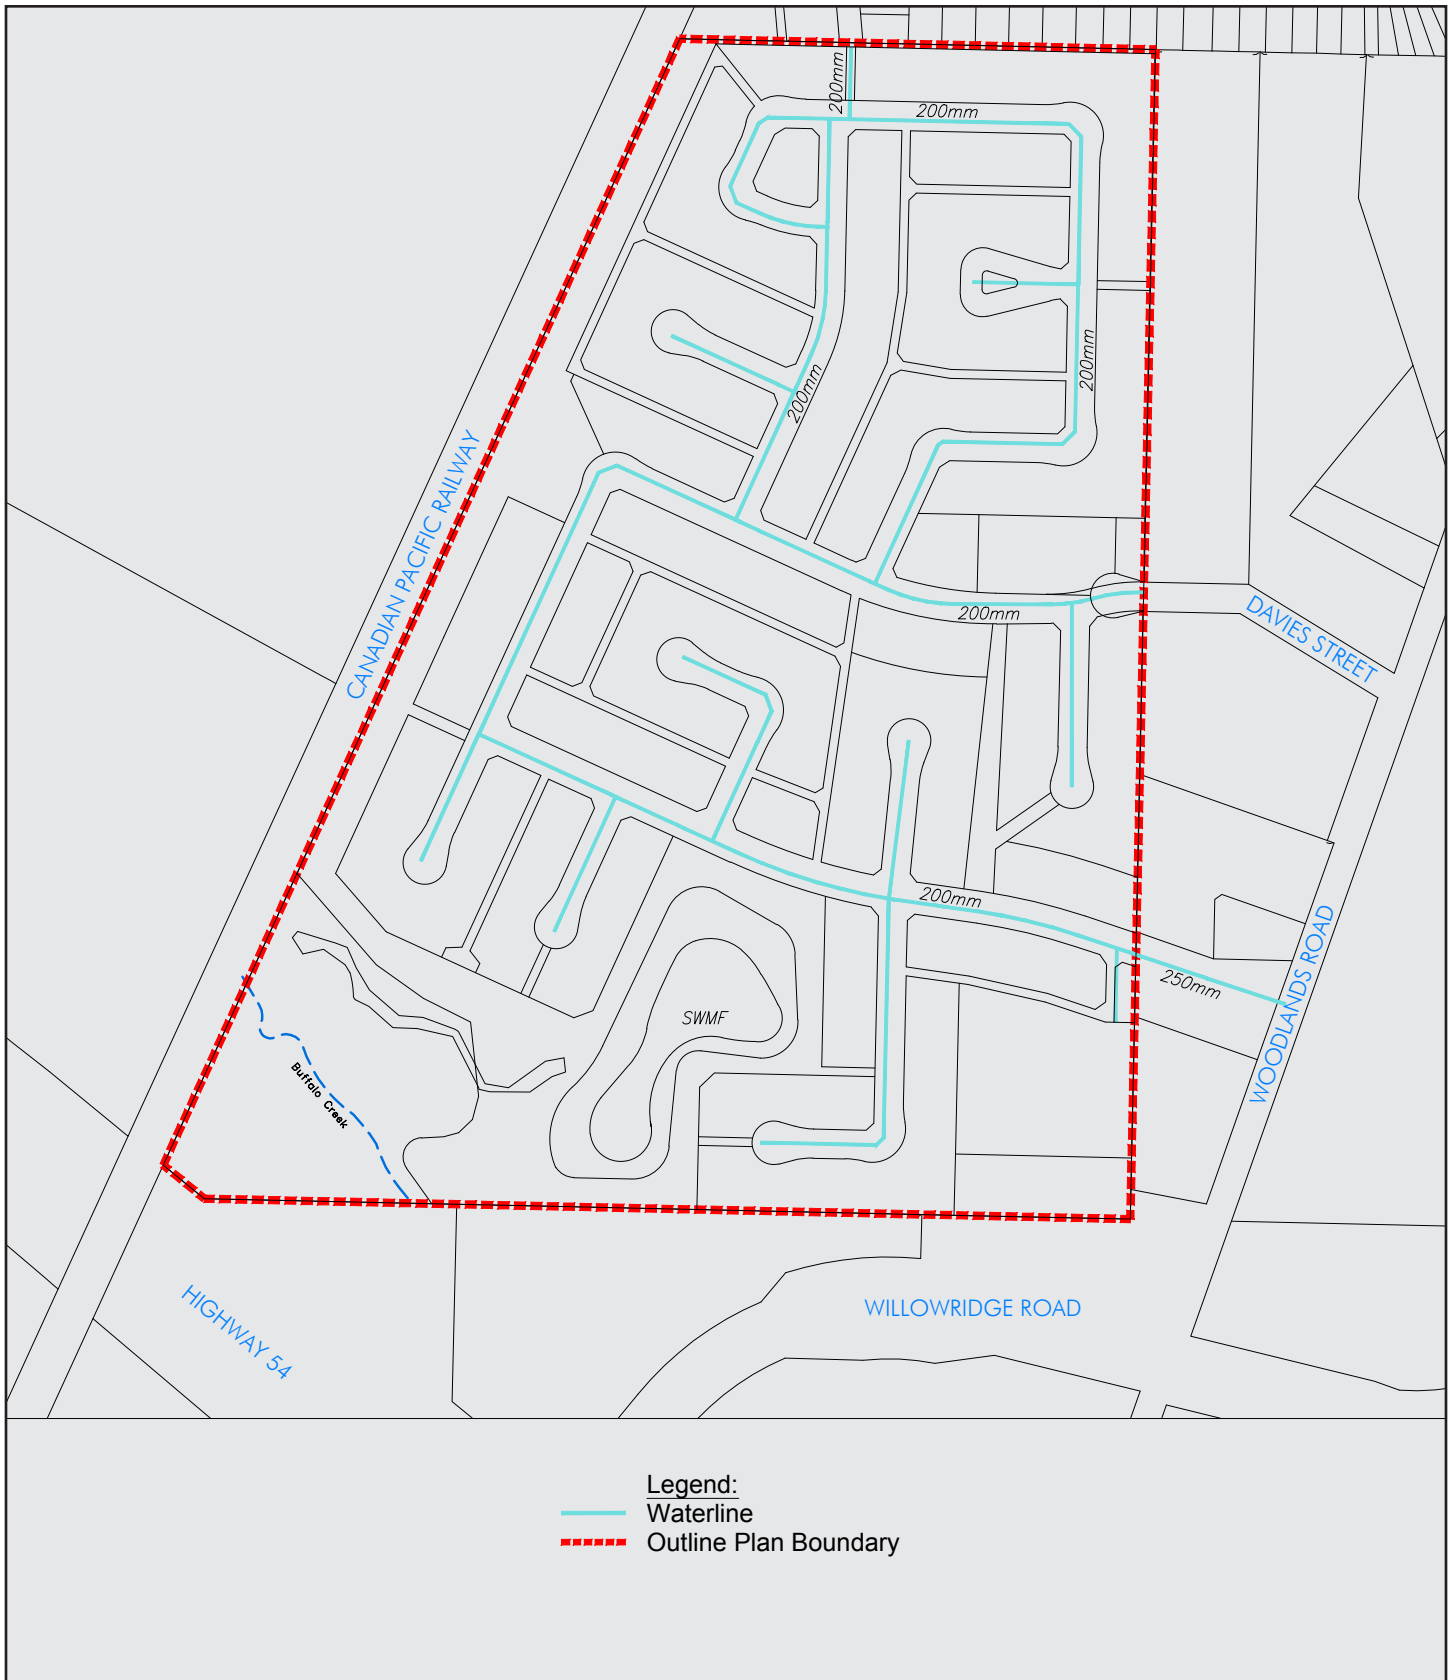 200mm
200mm
200mm
200mm
CANADIAN PACIFIC RAILWAY
200mm
DAVIES STREET
200mm
250mm
WOODLANDS ROAD
SWMF
Buffalo Creek
HIGHWAY 54
WILLOWRIDGE ROAD
Legend:
Waterline
Outline Plan Boundary